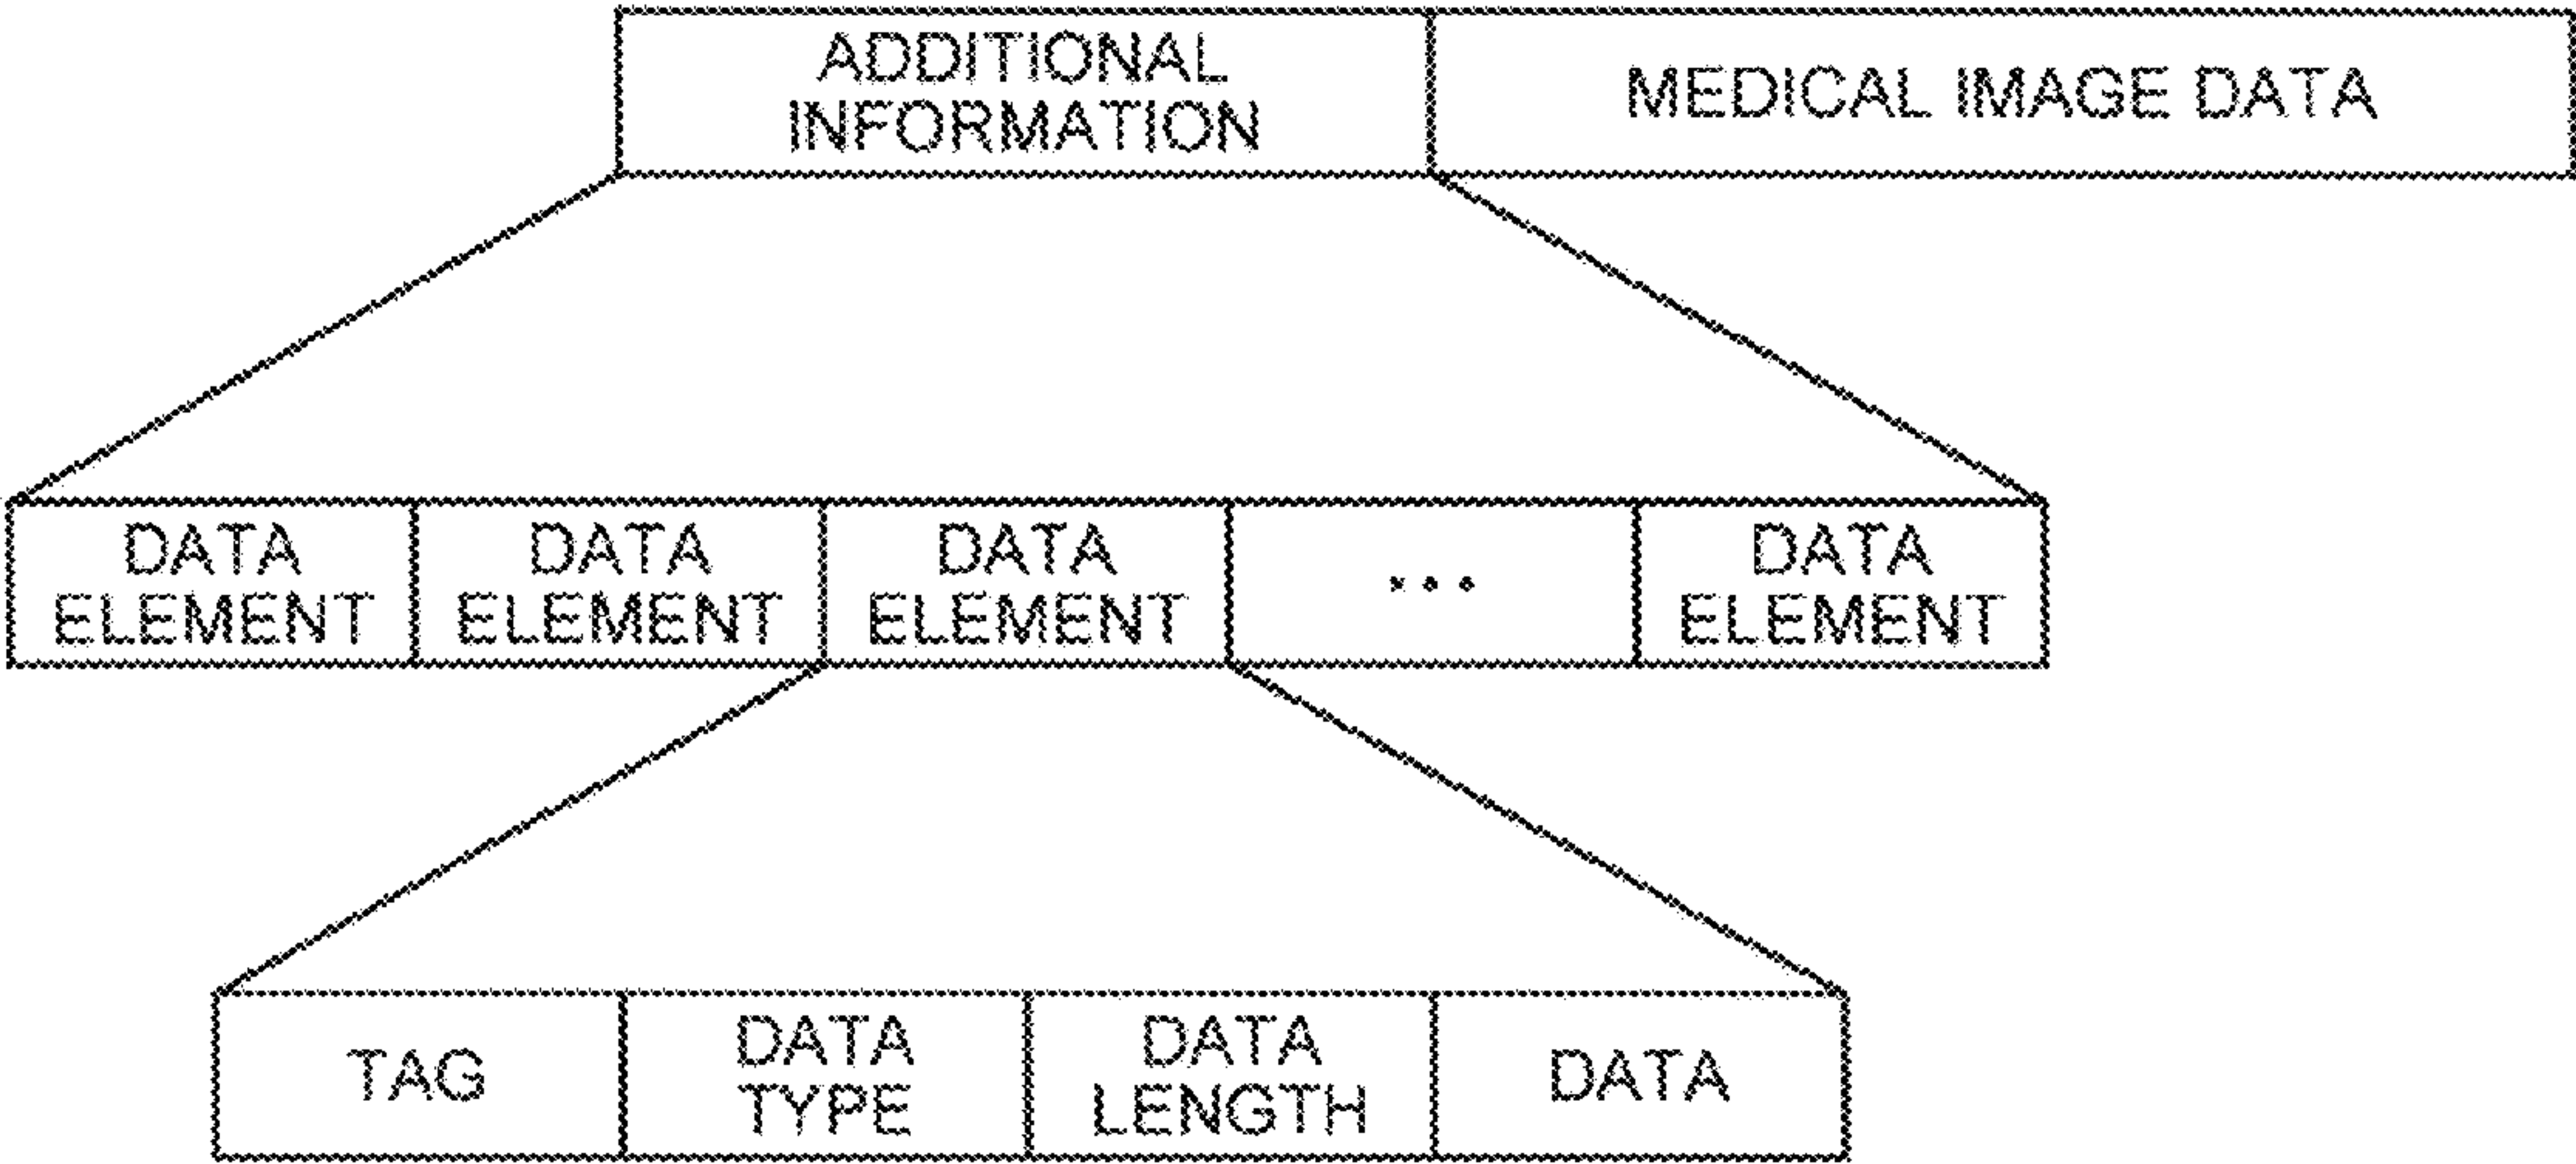 ADDITIONAL
INFORMATION
MEDICAL IMAGE DATA
DATA
ELEMENT
DATA
ELEMENT
DATA
ELEMENT
...
DATA
ELEMENT
TAG
DATA
TYPE
DATA
LENGTH
DATA